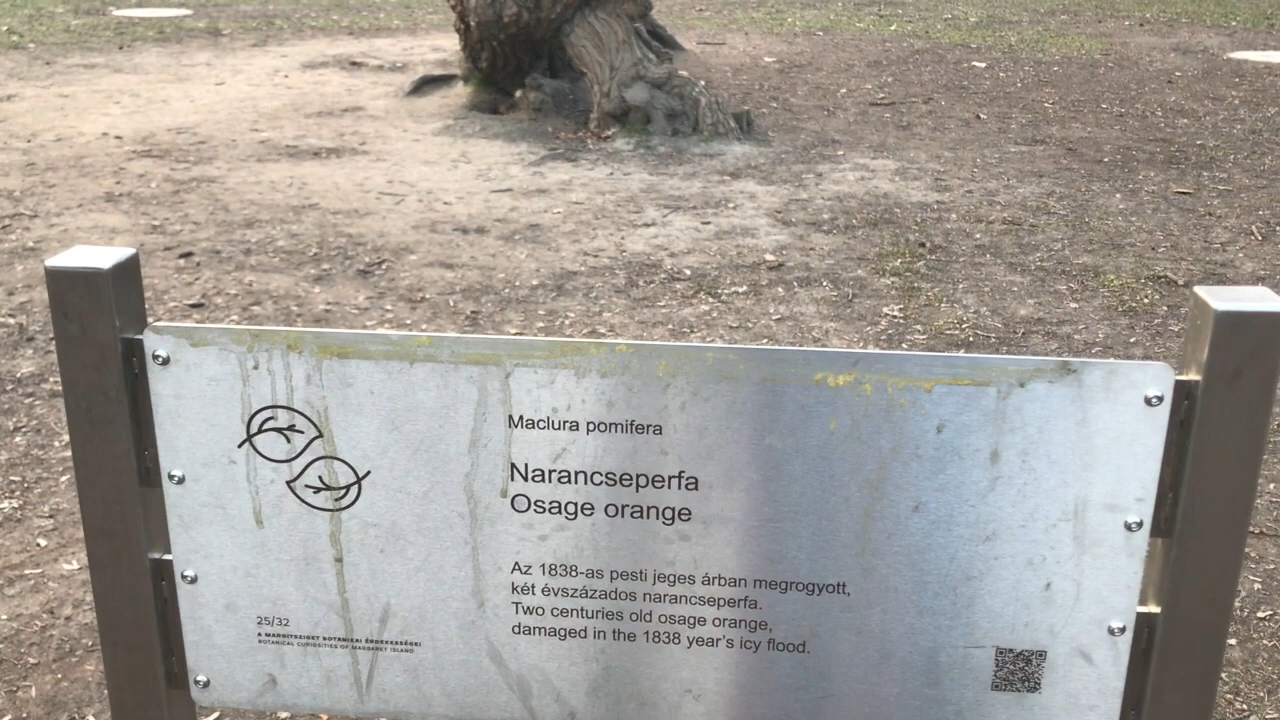 Maclura pomifera
Narancseperfa
Osage orange
Az 1838-as pesti jeges árban megrogyott,
két évszázados narancseperfa.
Two centuries old osage orange,
damaged in the 1838 year's icy flood.
25/32
A MARGITSZIGET BOTANIKAI ÉRDEKESSÉGEI
BOTANICAL CURIOSITIES OF MARGARET ISLAND